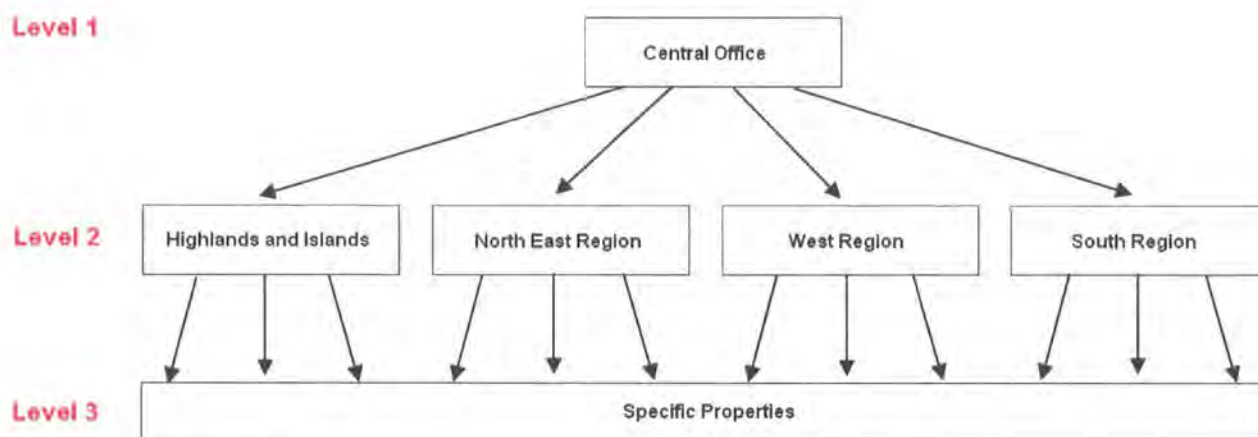 Level 1
Central Office
Level 2
Highlands and Islands
North East Region
West Region
South Region
Level 3
Specific Properties